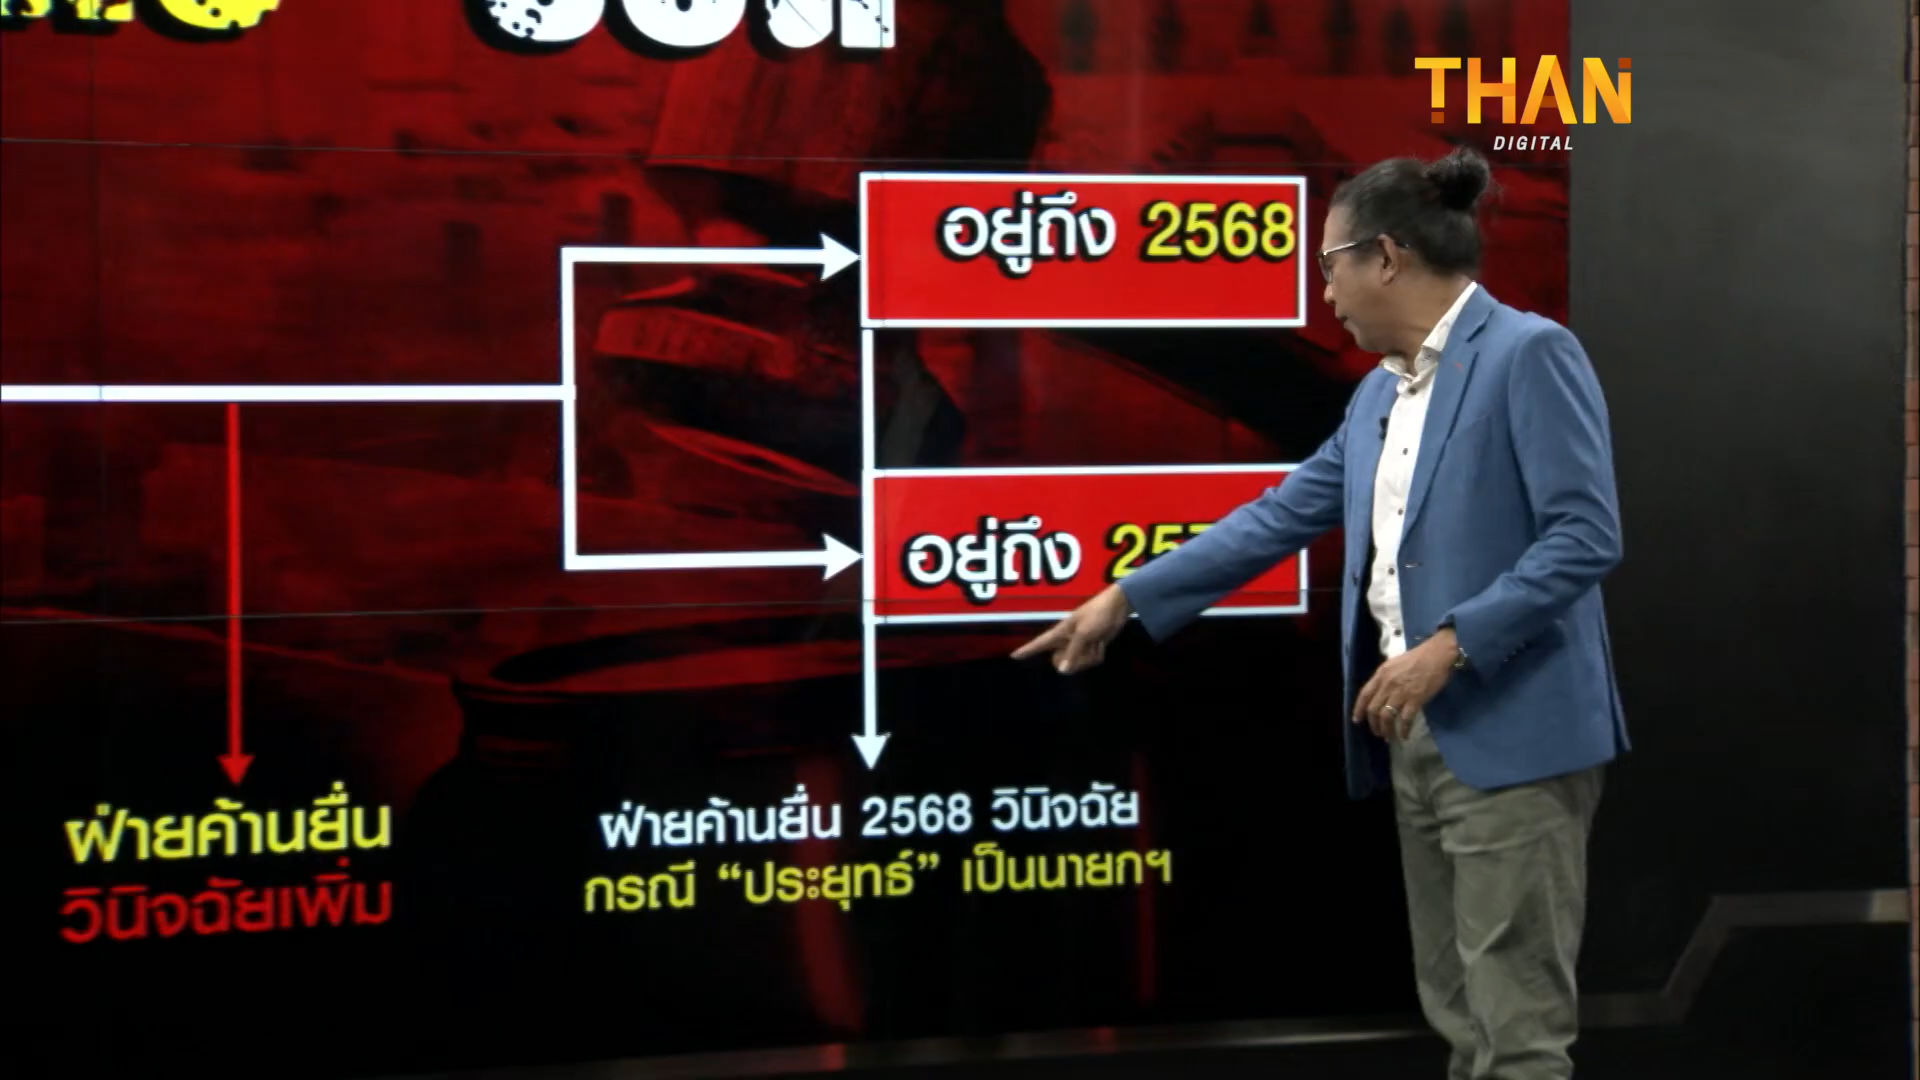 THAN
DIGITAL
อยู่ถึง 2568
อยู่ถึง
ฝ่ายค้านยื่น
วินิจฉัยเพิ่ม
ฝ่ายค้านยื่น 2568 วินิจฉัย
กรณี “ประยุทธ์” เป็นนายกฯ